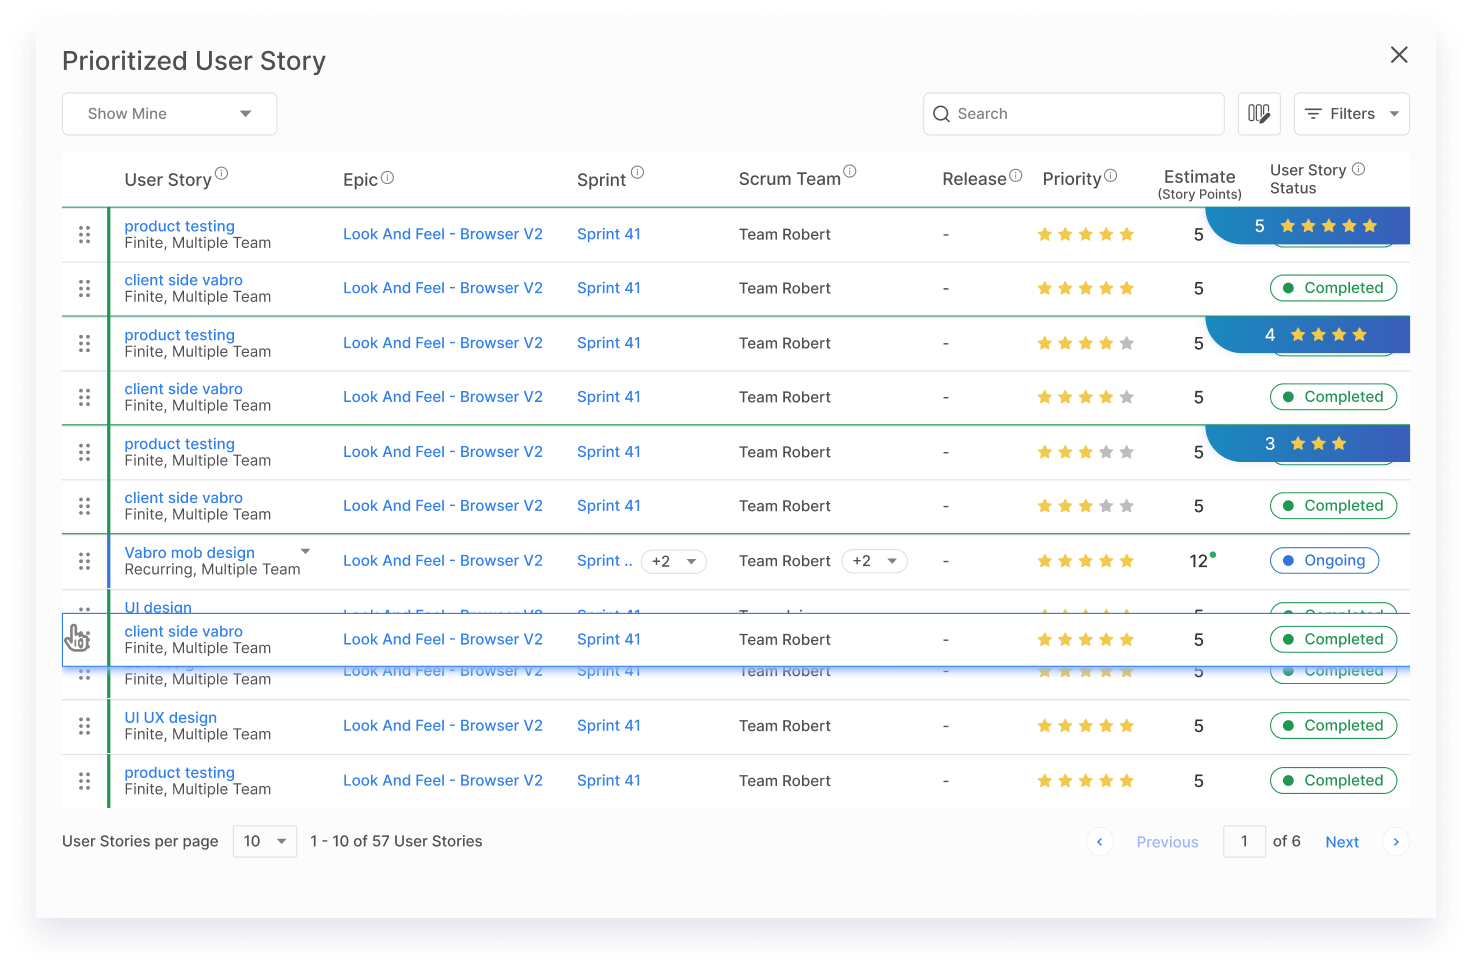 Prioritized User Story
Show Mine
Search
Filters
User Story Epic Sprint Scrum Team Release Priority Estimate (Story Points) User Story Status
product testing
Finite, Multiple Team
Look And Feel - Browser V2 Sprint 41 Team Robert - 5 5
client side vabro
Finite, Multiple Team
Look And Feel - Browser V2 Sprint 41 Team Robert - 5 Completed
product testing
Finite, Multiple Team
Look And Feel - Browser V2 Sprint 41 Team Robert - 5 4
client side vabro
Finite, Multiple Team
Look And Feel - Browser V2 Sprint 41 Team Robert - 5 Completed
product testing
Finite, Multiple Team
Look And Feel - Browser V2 Sprint 41 Team Robert - 5 3
client side vabro
Finite, Multiple Team
Look And Feel - Browser V2 Sprint 41 Team Robert - 5 Completed
Vabro mob design
Recurring, Multiple Team
Look And Feel - Browser V2 Sprint .. +2 Team Robert +2 - 12 Ongoing
UI design
Look And Feel - Browser V2 Sprint 41 5 Completed
client side vabro
Finite, Multiple Team
Look And Feel - Browser V2 Sprint 41 Team Robert - 5 Completed
Finite, Multiple Team
Look And Feel - Browser V2 Sprint 41 Team Robert - 5 Completed
UI UX design
Finite, Multiple Team
Look And Feel - Browser V2 Sprint 41 Team Robert - 5 Completed
product testing
Finite, Multiple Team
Look And Feel - Browser V2 Sprint 41 Team Robert - 5 Completed
User Stories per page 10 1 - 10 of 57 User Stories
Previous 1 of 6 Next